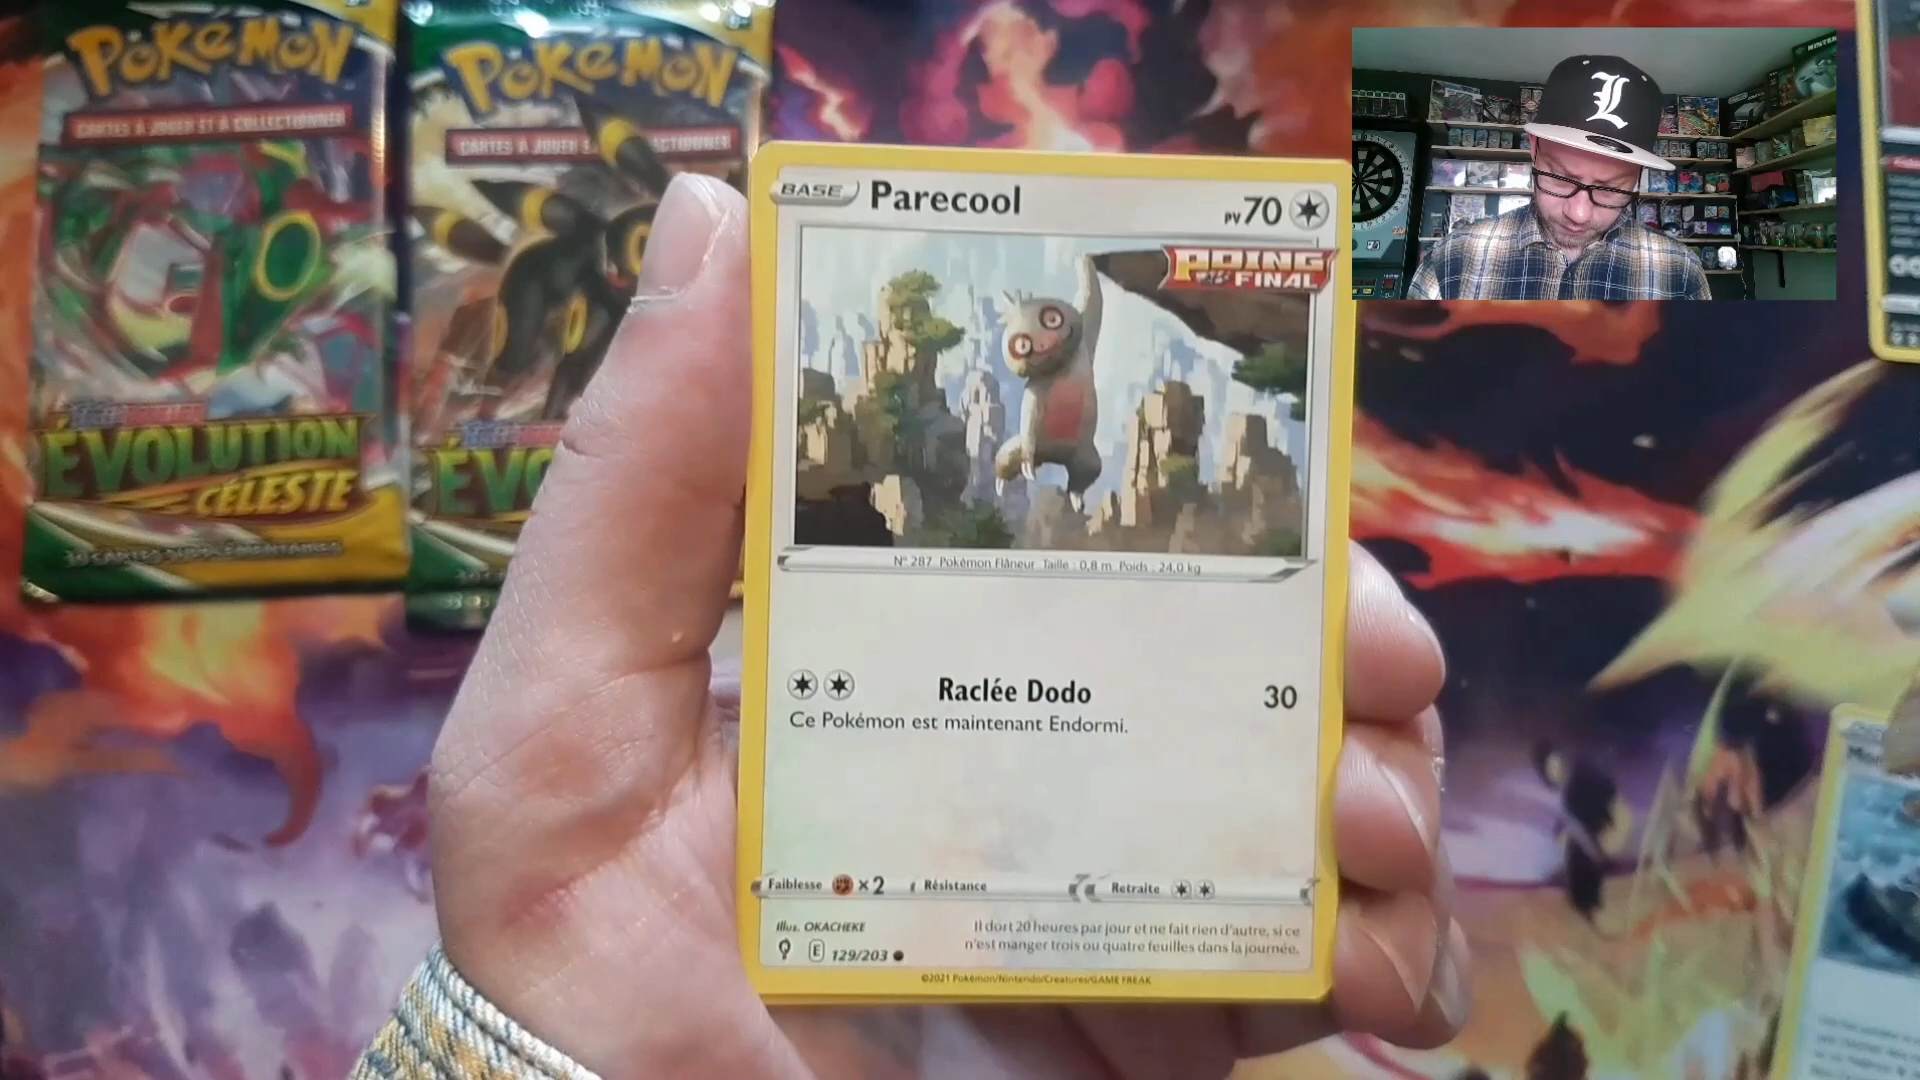 POKéMON
CARTES À JOUER ET À COLLECTIONNER
ÉVOLUTION
CÉLESTE
POKéMON
CARTES À JOUER
ÉV
BASE
Parecool
PV 70
POING
FINAL
N° 287 Pokémon Flâneur Taille : 0,8 m Poids : 24,0 kg
Raclée Dodo 30
Ce Pokémon est maintenant Endormi.
Faiblesse ×2 Résistance Retraite
Illus. OKACHEKE
E 129/203
Il dort 20 heures par jour et ne fait rien d'autre, si ce
n'est manger trois ou quatre feuilles dans la journée.
©2021 Pokémon/Nintendo/Creatures/GAME FREAK
L